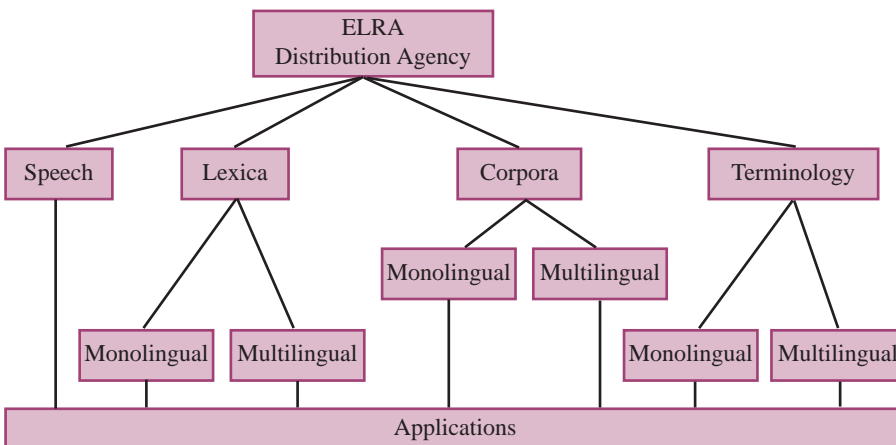 ELRA
Distribution Agency
Speech
Lexica
Corpora
Terminology
Monolingual
Multilingual
Monolingual
Multilingual
Monolingual
Multilingual
Applications